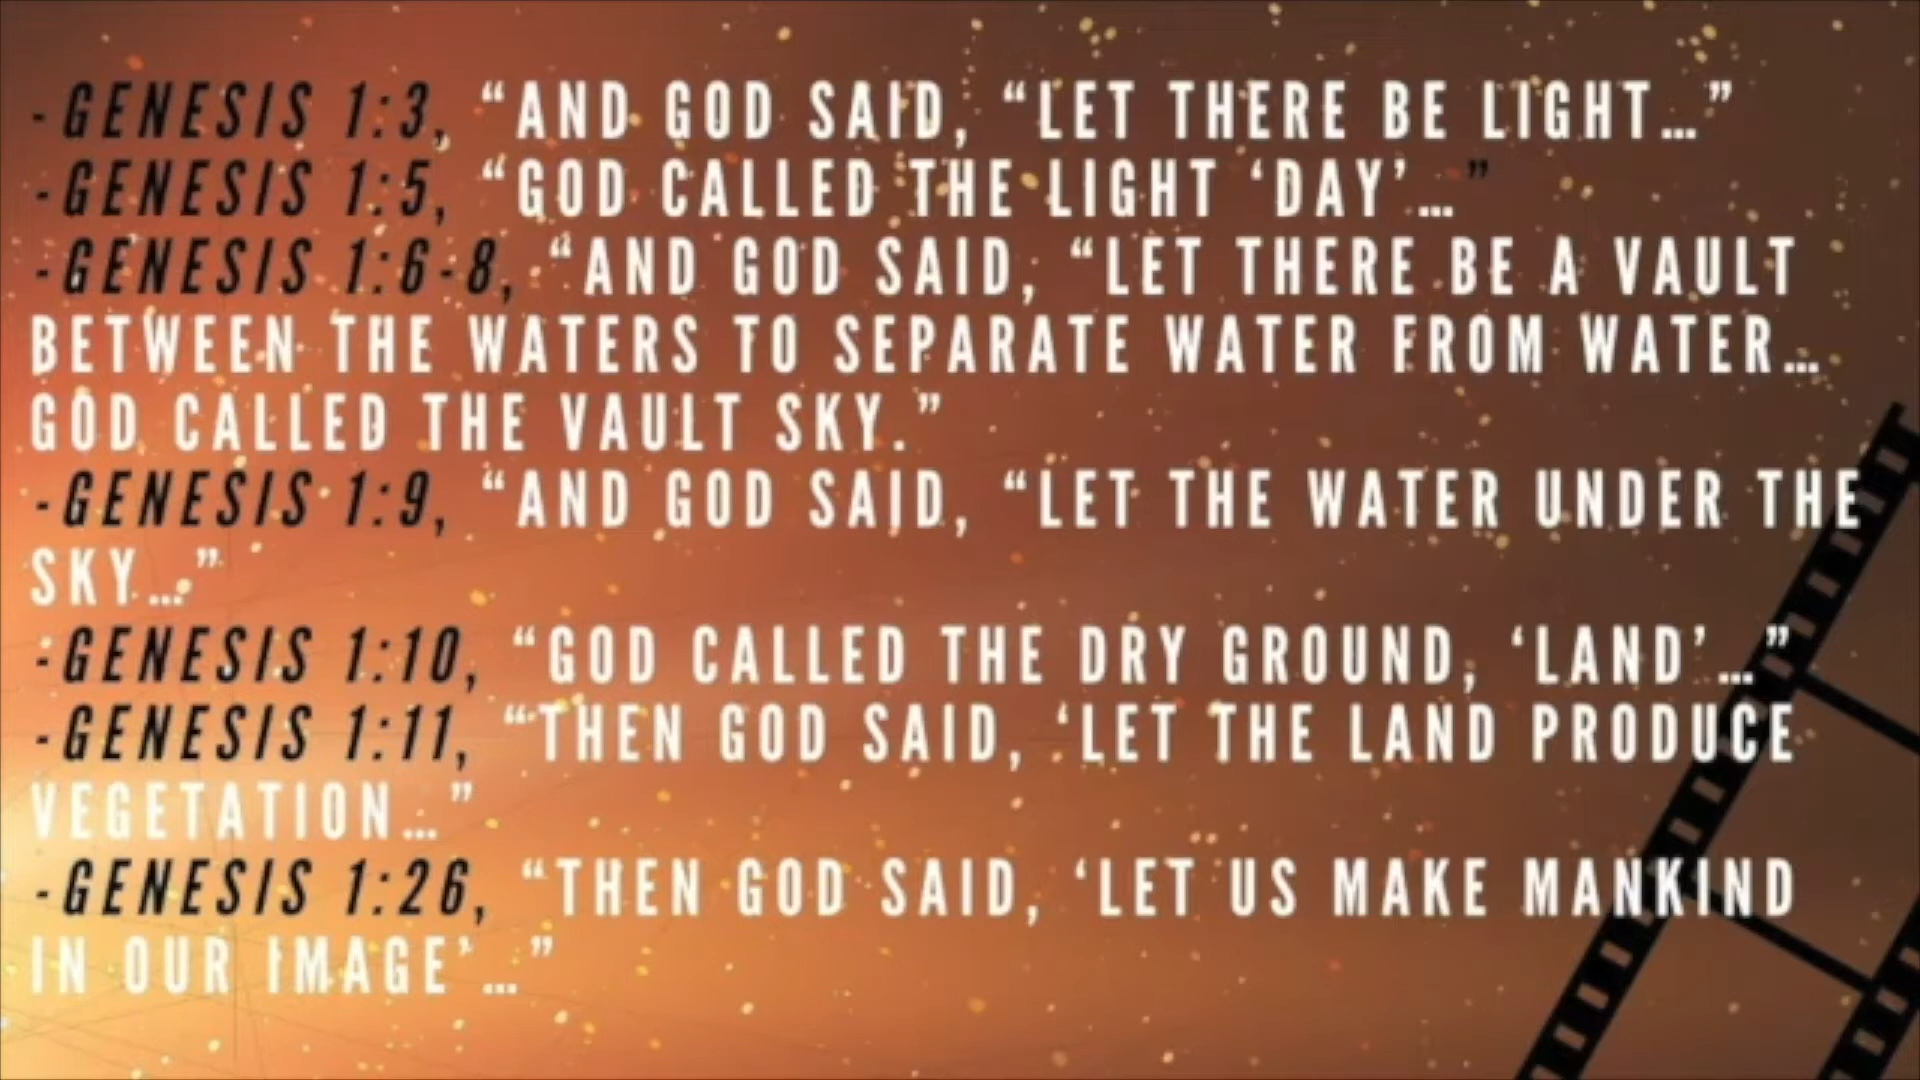 -GENESIS 1:3, “AND GOD SAID, “LET THERE BE LIGHT…”
-GENESIS 1:5, “GOD CALLED THE LIGHT ‘DAY’…”
-GENESIS 1:6-8, “AND GOD SAID, “LET THERE BE A VAULT
BETWEEN THE WATERS TO SEPARATE WATER FROM WATER…
GOD CALLED THE VAULT SKY.”
-GENESIS 1:9, “AND GOD SAID, “LET THE WATER UNDER THE
SKY…”
-GENESIS 1:10, “GOD CALLED THE DRY GROUND, ‘LAND’…”
-GENESIS 1:11, “THEN GOD SAID, ‘LET THE LAND PRODUCE
VEGETATION…”
-GENESIS 1:26, “THEN GOD SAID, ‘LET US MAKE MANKIND
IN OUR IMAGE’…”